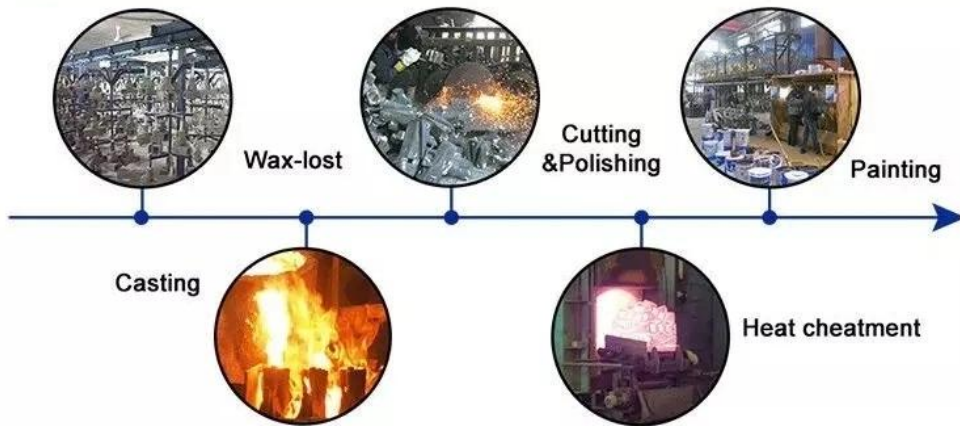 Wax-lost
Casting
Cutting
&Polishing
Heat cheatment
Painting